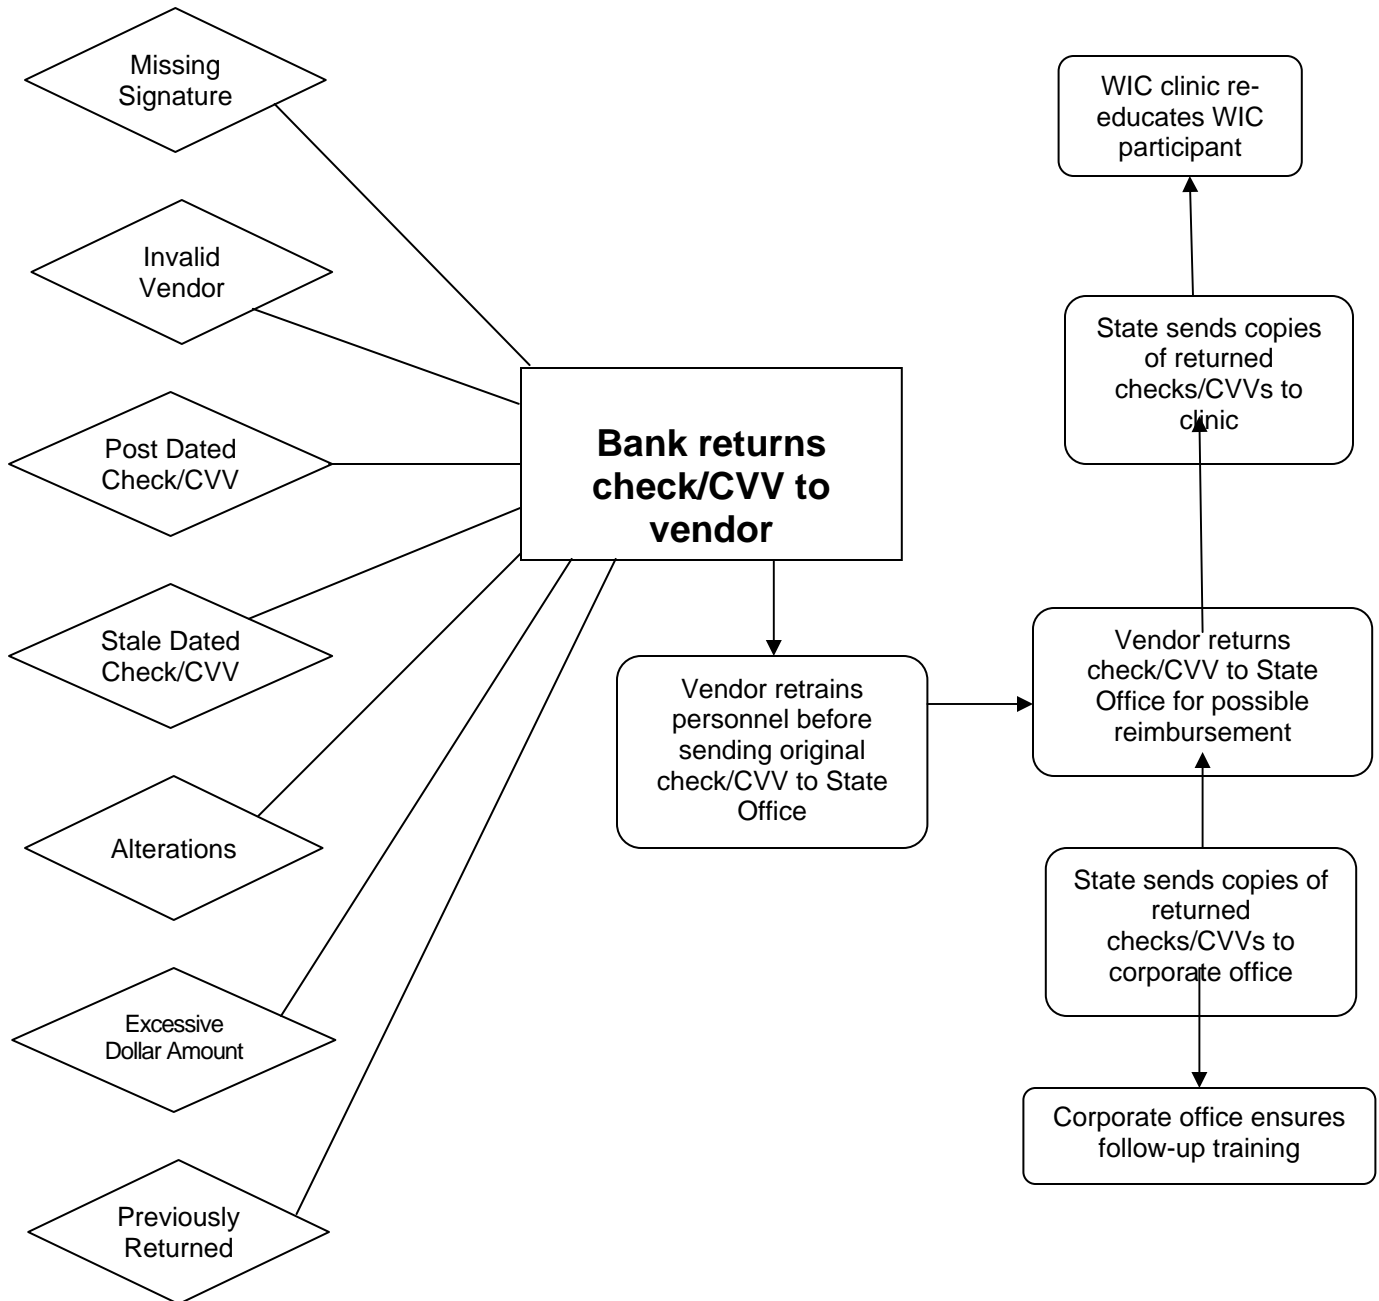 Missing
Signature
Invalid
Vendor
Post Dated
Check/CVV
Stale Dated
Check/CVV
Alterations
Excessive
Dollar Amount
Previously
Returned
Bank returns
check/CVV to
vendor
Vendor retrains
personnel before
sending original
check/CVV to State
Office
WIC clinic re-
educates WIC
participant
State sends copies
of returned
checks/CVVs to
clinic
Vendor returns
check/CVV to State
Office for possible
reimbursement
State sends copies of
returned
checks/CVVs to
corporate office
Corporate office ensures
follow-up training